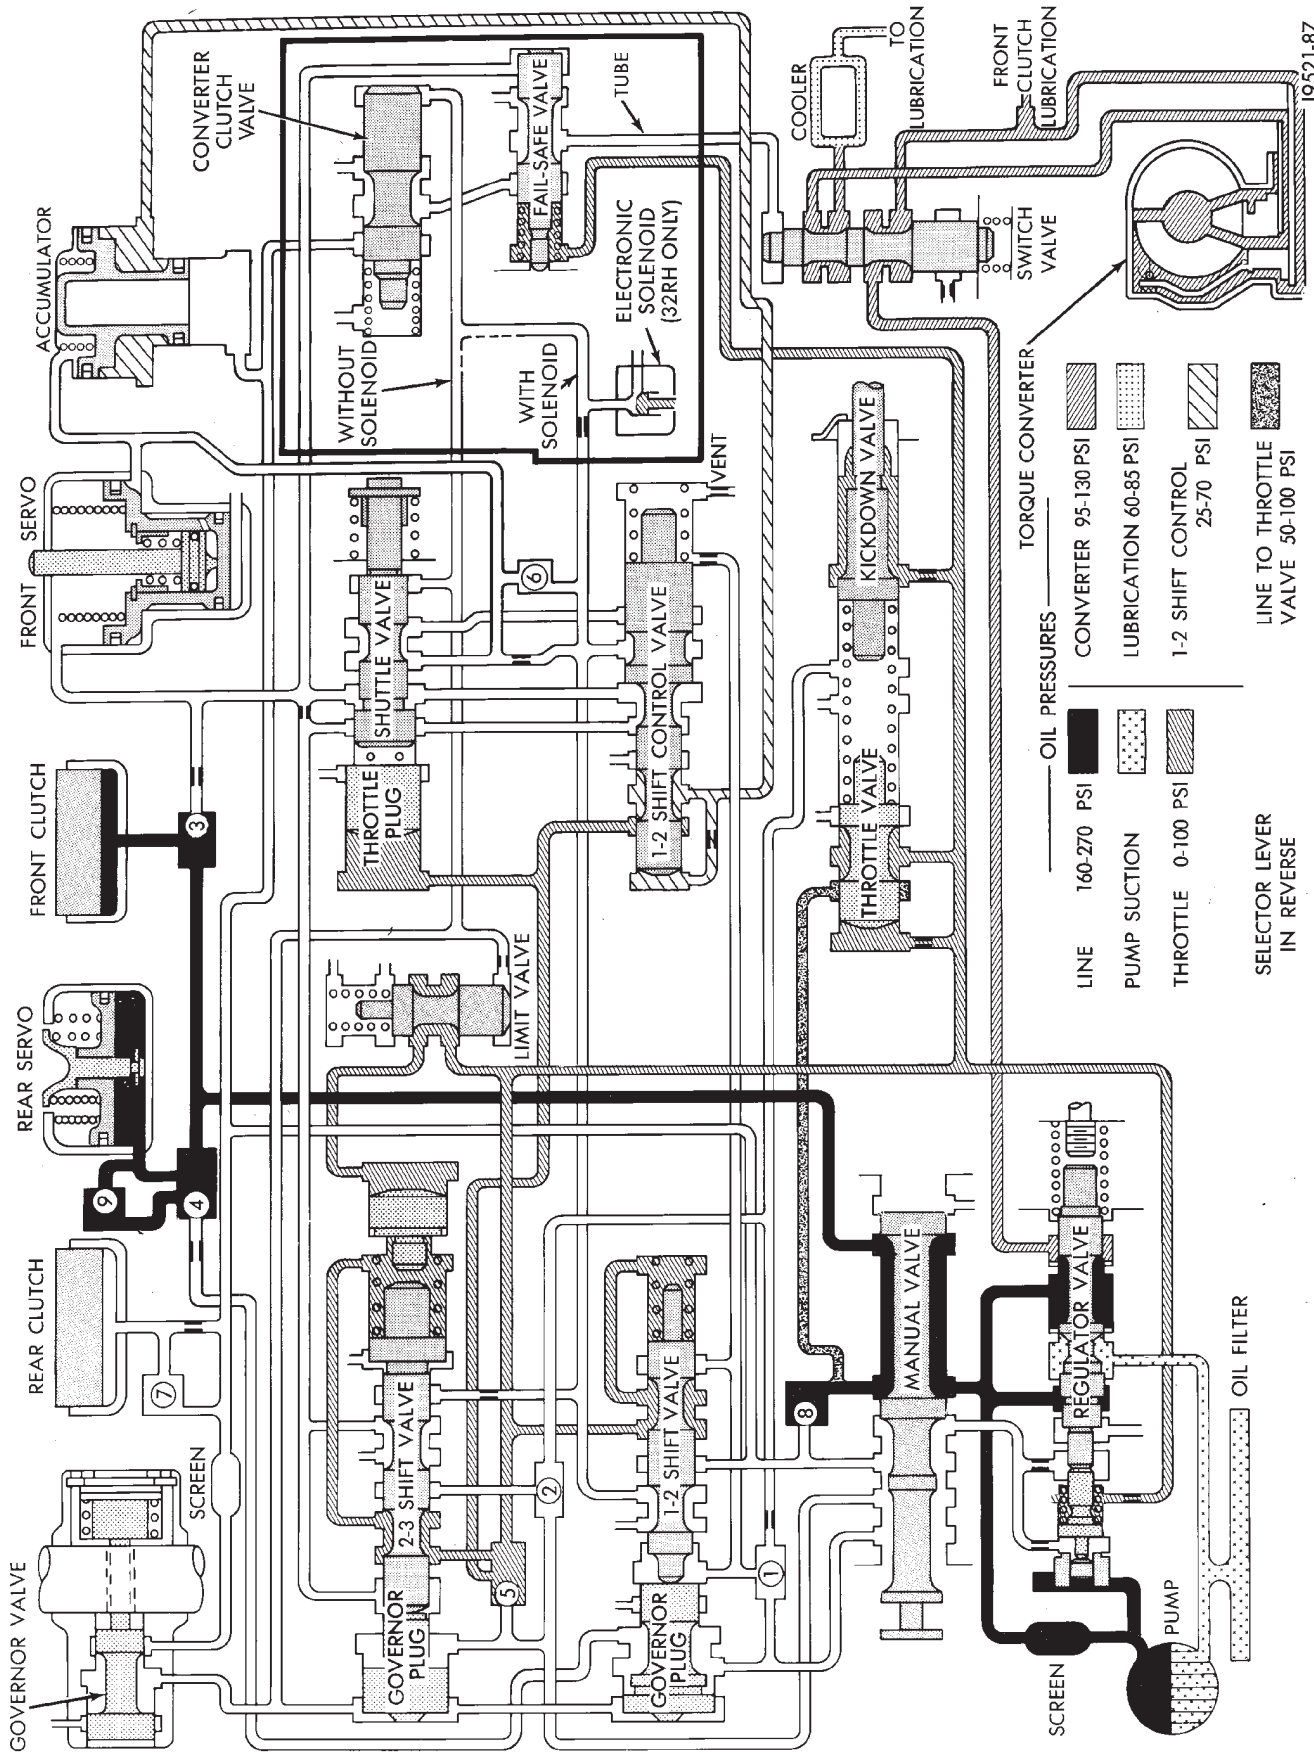 GOVERNOR VALVE
REAR CLUTCH
REAR SERVO
FRONT CLUTCH
FRONT SERVO
ACCUMULATOR
CONVERTER
CLUTCH
VALVE
SCREEN
7
9
4
3
GOVERNOR
PLUG
2-3 SHIFT VALVE
LIMIT VALVE
THROTTLE
PLUG
SHUTTLE VALVE
WITHOUT
SOLENOID
WITH
SOLENOID
FAIL-SAFE VALVE
ELECTRONIC
SOLENOID
(32RH ONLY)
TUBE
5
2
6
GOVERNOR
PLUG
1-2 SHIFT VALVE
1-2 SHIFT CONTROL VALVE
VENT
1
8
MANUAL VALVE
THROTTLE VALVE
KICKDOWN VALVE
SWITCH
VALVE
COOLER
TO
LUBRICATION
FRONT
CLUTCH
LUBRICATION
TORQUE CONVERTER
SCREEN
PUMP
REGULATOR VALVE
OIL FILTER
OIL PRESSURES
LINE 160-270 PSI
PUMP SUCTION
THROTTLE 0-100 PSI
CONVERTER 95-130 PSI
LUBRICATION 60-85 PSI
1-2 SHIFT CONTROL
25-70 PSI
LINE TO THROTTLE
VALVE 50-100 PSI
SELECTOR LEVER
IN REVERSE
J9521-87